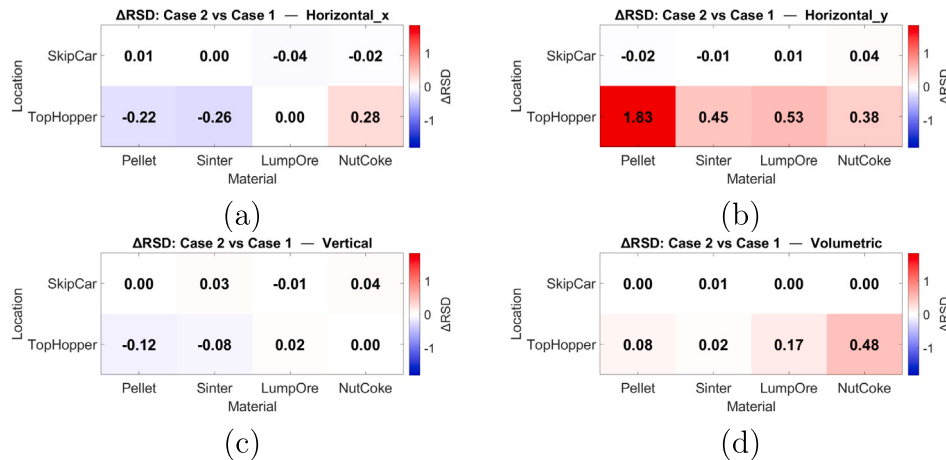 ΔRSD: Case 2 vs Case 1 — Horizontal_x
Location
SkipCar
0.01 0.00 -0.04 -0.02
TopHopper
-0.22 -0.26 0.00 0.28
Pellet Sinter LumpOre NutCoke
Material
1
0
-1
ΔRSD
(a)
ΔRSD: Case 2 vs Case 1 — Horizontal_y
Location
SkipCar
-0.02 -0.01 0.01 0.04
TopHopper
1.83 0.45 0.53 0.38
Pellet Sinter LumpOre NutCoke
Material
1
0
-1
ΔRSD
(b)
ΔRSD: Case 2 vs Case 1 — Vertical
Location
SkipCar
0.00 0.03 -0.01 0.04
TopHopper
-0.12 -0.08 0.02 0.00
Pellet Sinter LumpOre NutCoke
Material
1
0
-1
ΔRSD
(c)
ΔRSD: Case 2 vs Case 1 — Volumetric
Location
SkipCar
0.00 0.01 0.00 0.00
TopHopper
0.08 0.02 0.17 0.48
Pellet Sinter LumpOre NutCoke
Material
1
0
-1
ΔRSD
(d)